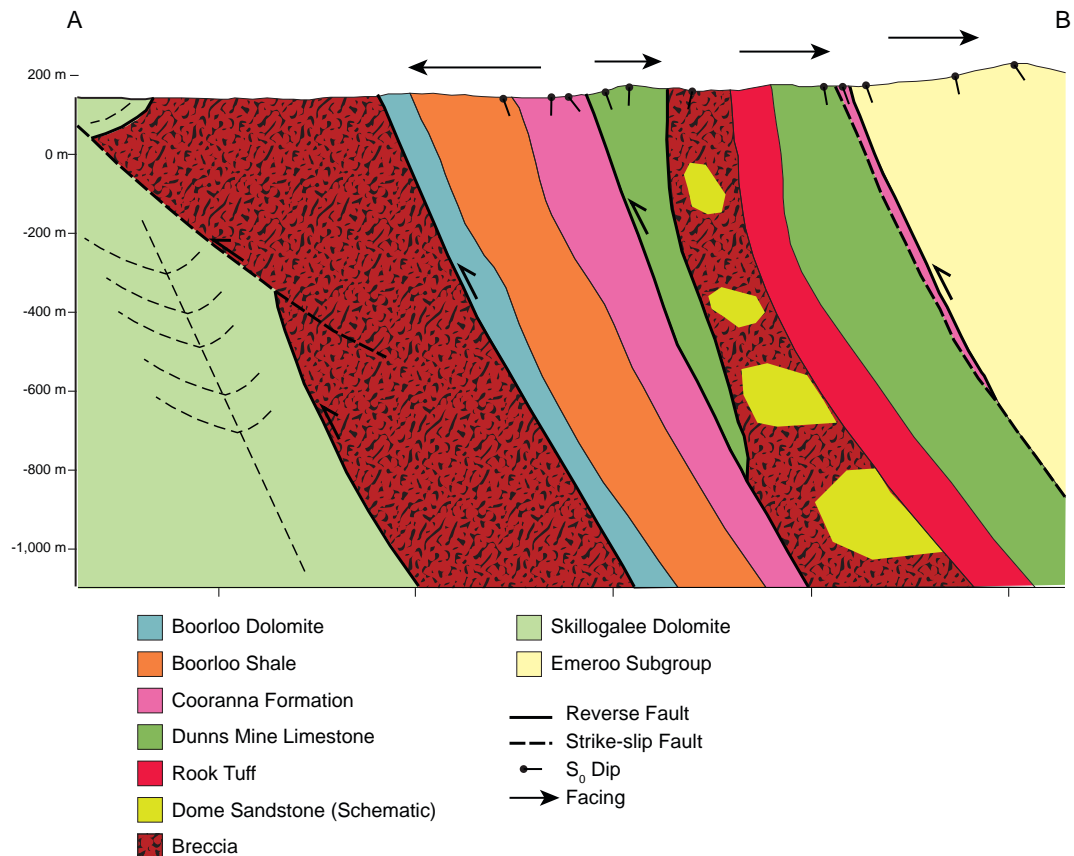 A
B
200 m
0 m
-200 m
-400 m
-600 m
-800 m
-1,000 m
Boorloo Dolomite
Boorloo Shale
Cooranna Formation
Dunns Mine Limestone
Rook Tuff
Dome Sandstone (Schematic)
Breccia
Skillogalee Dolomite
Emeroo Subgroup
Reverse Fault
Strike-slip Fault
S₀ Dip
Facing